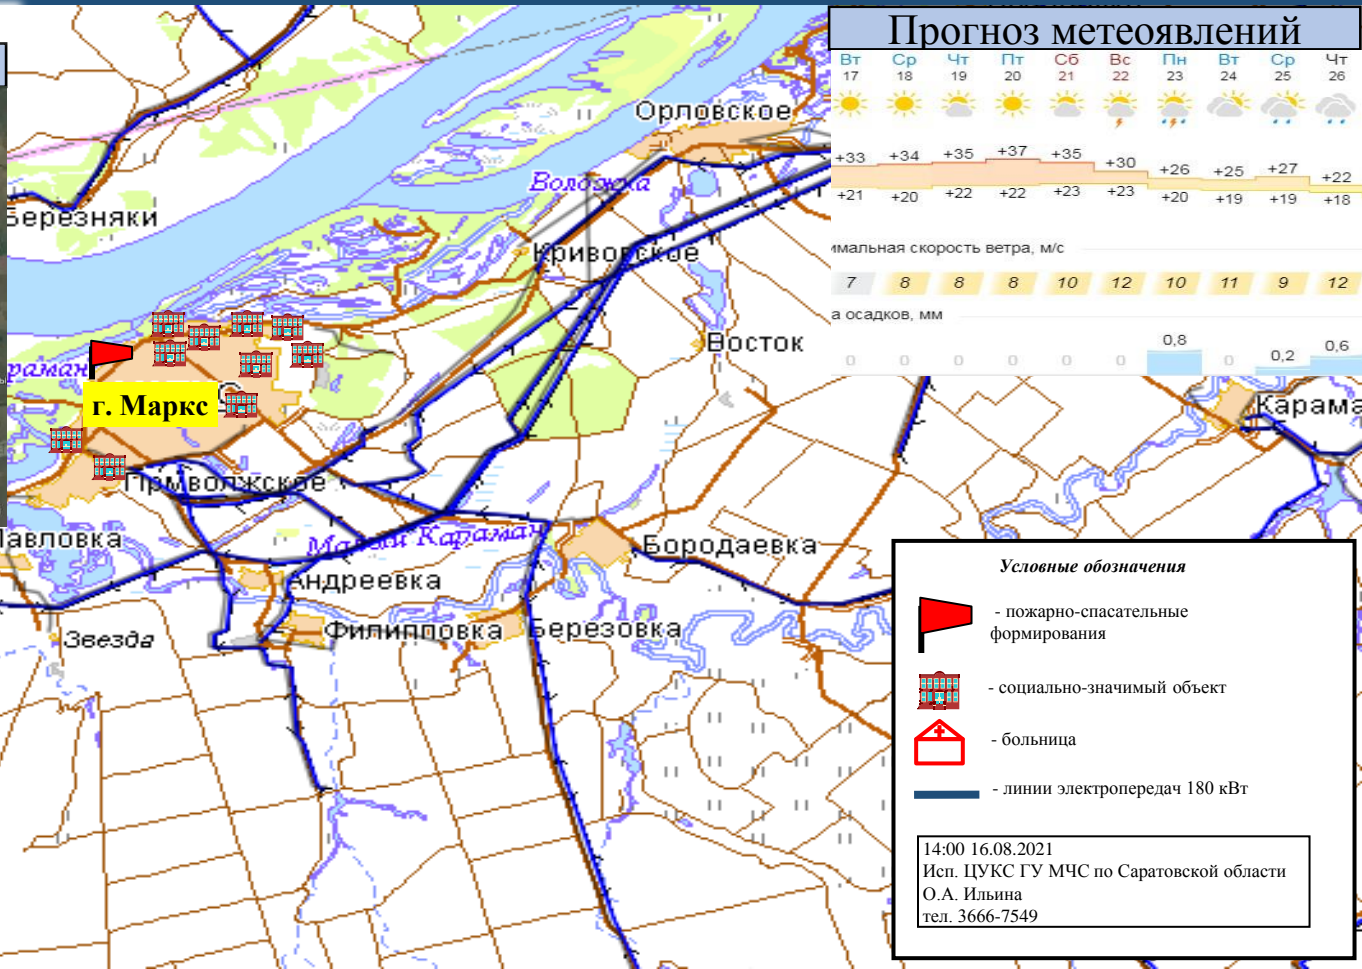 Прогноз метеоявлений
Вт Ср Чт Пт Сб Вс Пн Вт Ср Чт
17 18 19 20 21 22 23 24 25 26
+33 +34 +35 +37 +35 +30 +26 +25 +27 +22
+21 +20 +22 +22 +23 +23 +20 +19 +19 +18
имальная скорость ветра, м/с
7 8 8 8 10 12 10 11 9 12
а осадков, мм
0 0 0 0 0 0 0,8 0 0,2 0,6
Орловское
Воложка
Березняки
Кривовское
Восток
раман
г. Маркс
Карама
Приволжское
Павловка
Малый Караман
Бородаевка
Андреевка
Филипповка
Березовка
Звезда
Условные обозначения
- пожарно-спасательные
формирования
- социально-значимый объект
- больница
- линии электропередач 180 кВт
14:00 16.08.2021
Исп. ЦУКС ГУ МЧС по Саратовской области
О.А. Ильина
тел. 3666-7549